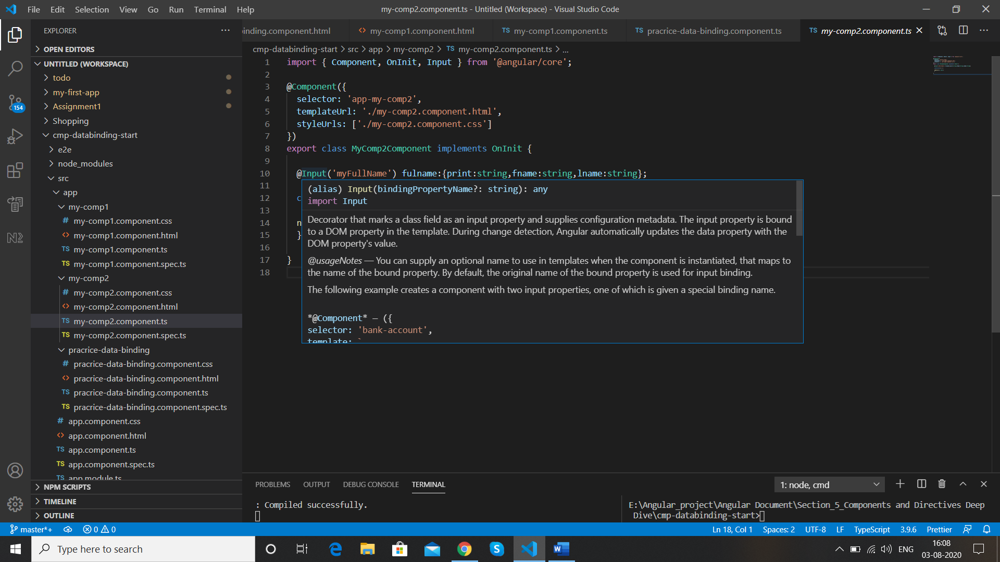 File Edit Selection View Go Run Terminal Help
my-comp2.component.ts - Untitled (Workspace) - Visual Studio Code
EXPLORER
OPEN EDITORS
UNTITLED (WORKSPACE)
todo
my-first-app
Assignment1
Shopping
cmp-databinding-start
e2e
node_modules
src
app
my-comp1
# my-comp1.component.css
<> my-comp1.component.html
TS my-comp1.component.ts
TS my-comp1.component.spec.ts
my-comp2
# my-comp2.component.css
<> my-comp2.component.html
TS my-comp2.component.ts
TS my-comp2.component.spec.ts
pracrice-data-binding
# pracrice-data-binding.component.css
<> pracrice-data-binding.component.html
TS pracrice-data-binding.component.ts
TS pracrice-data-binding.component.spec.ts
# app.component.css
<> app.component.html
TS app.component.ts
TS app.component.spec.ts
TS app.module.ts
NPM SCRIPTS
TIMELINE
OUTLINE
154
inding.component.html <> my-comp1.component.html TS my-comp1.component.ts TS pracrice-data-binding.component.ts TS my-comp2.component.ts
cmp-databinding-start > src > app > my-comp2 > TS my-comp2.component.ts > ...
1 import { Component, OnInit, Input } from '@angular/core';
2
3 @Component({
4 selector: 'app-my-comp2',
5 templateUrl: './my-comp2.component.html',
6 styleUrls: ['./my-comp2.component.css']
7 })
8 export class MyComp2Component implements OnInit {
9
10 @Input('myFullName') fulname:{print:string,fname:string,lname:string};
11
12 c
13
14 n
15 }
16
17 }
18
(alias) Input(bindingPropertyName?: string): any
import Input
Decorator that marks a class field as an input property and supplies configuration metadata. The input property is bound
to a DOM property in the template. During change detection, Angular automatically updates the data property with the
DOM property's value.
@usageNotes — You can supply an optional name to use in templates when the component is instantiated, that maps to
the name of the bound property. By default, the original name of the bound property is used for input binding.
The following example creates a component with two input properties, one of which is given a special binding name.
*@Component* — ({
selector: 'bank-account',
template: `
PROBLEMS OUTPUT DEBUG CONSOLE TERMINAL
1: node, cmd
: Compiled successfully.
E:\Angular_project\Angular Document\Section_5_Components and Directives Deep
Dive\cmp-databinding-start>
master*+ 0 0
Ln 18, Col 1 Spaces: 2 UTF-8 LF TypeScript 3.9.6 Prettier
Type here to search
ENG
16:08
03-08-2020